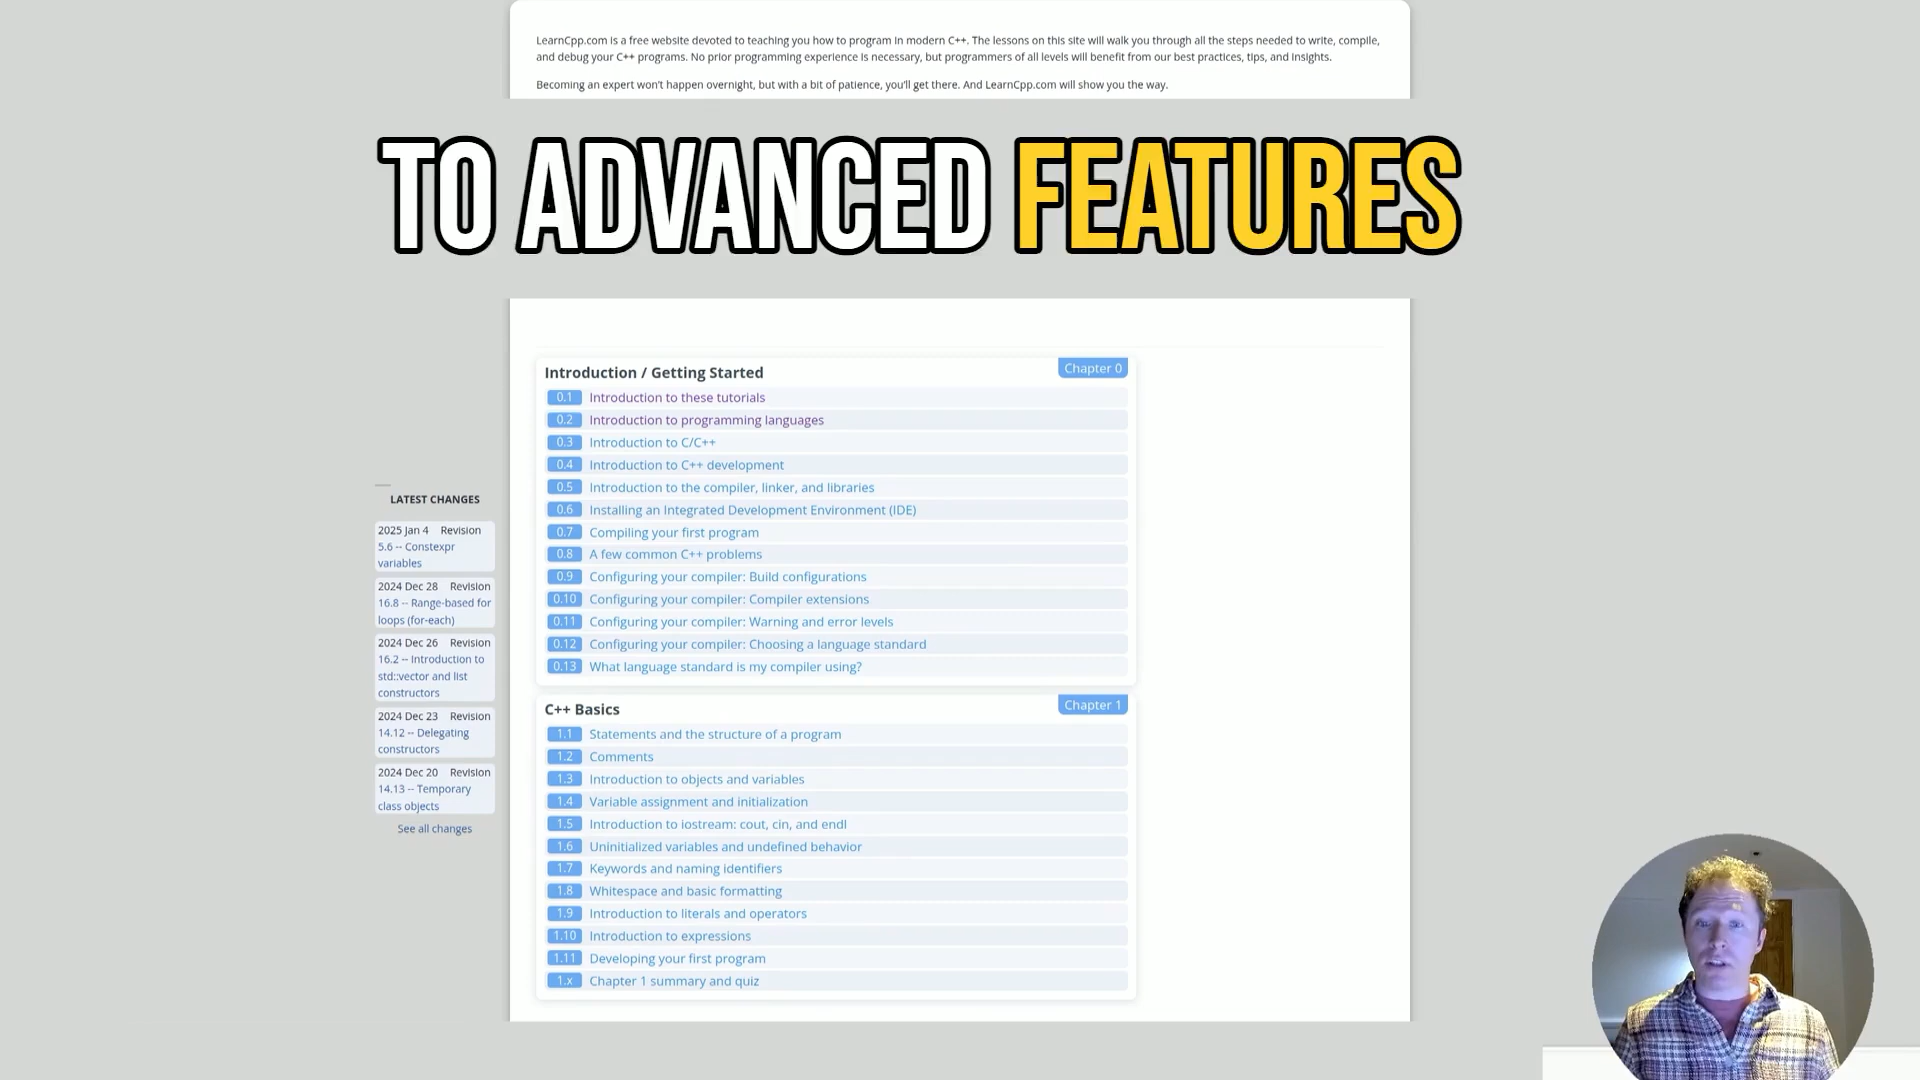 LearnCpp.com is a free website devoted to teaching you how to program in modern C++. The lessons on this site will walk you through all the steps needed to write, compile,
and debug your C++ programs. No prior programming experience is necessary, but programmers of all levels will benefit from our best practices, tips, and insights.
Becoming an expert won't happen overnight, but with a bit of patience, you'll get there. And LearnCpp.com will show you the way.
TO ADVANCED FEATURES
LATEST CHANGES
2025 Jan 4 Revision
5.6 -- Constexpr
variables
2024 Dec 28 Revision
16.8 -- Range-based for
loops (for-each)
2024 Dec 26 Revision
16.2 -- Introduction to
std::vector and list
constructors
2024 Dec 23 Revision
14.12 -- Delegating
constructors
2024 Dec 20 Revision
14.13 -- Temporary
class objects
See all changes
Introduction / Getting Started Chapter 0
0.1 Introduction to these tutorials
0.2 Introduction to programming languages
0.3 Introduction to C/C++
0.4 Introduction to C++ development
0.5 Introduction to the compiler, linker, and libraries
0.6 Installing an Integrated Development Environment (IDE)
0.7 Compiling your first program
0.8 A few common C++ problems
0.9 Configuring your compiler: Build configurations
0.10 Configuring your compiler: Compiler extensions
0.11 Configuring your compiler: Warning and error levels
0.12 Configuring your compiler: Choosing a language standard
0.13 What language standard is my compiler using?
C++ Basics Chapter 1
1.1 Statements and the structure of a program
1.2 Comments
1.3 Introduction to objects and variables
1.4 Variable assignment and initialization
1.5 Introduction to iostream: cout, cin, and endl
1.6 Uninitialized variables and undefined behavior
1.7 Keywords and naming identifiers
1.8 Whitespace and basic formatting
1.9 Introduction to literals and operators
1.10 Introduction to expressions
1.11 Developing your first program
1.x Chapter 1 summary and quiz